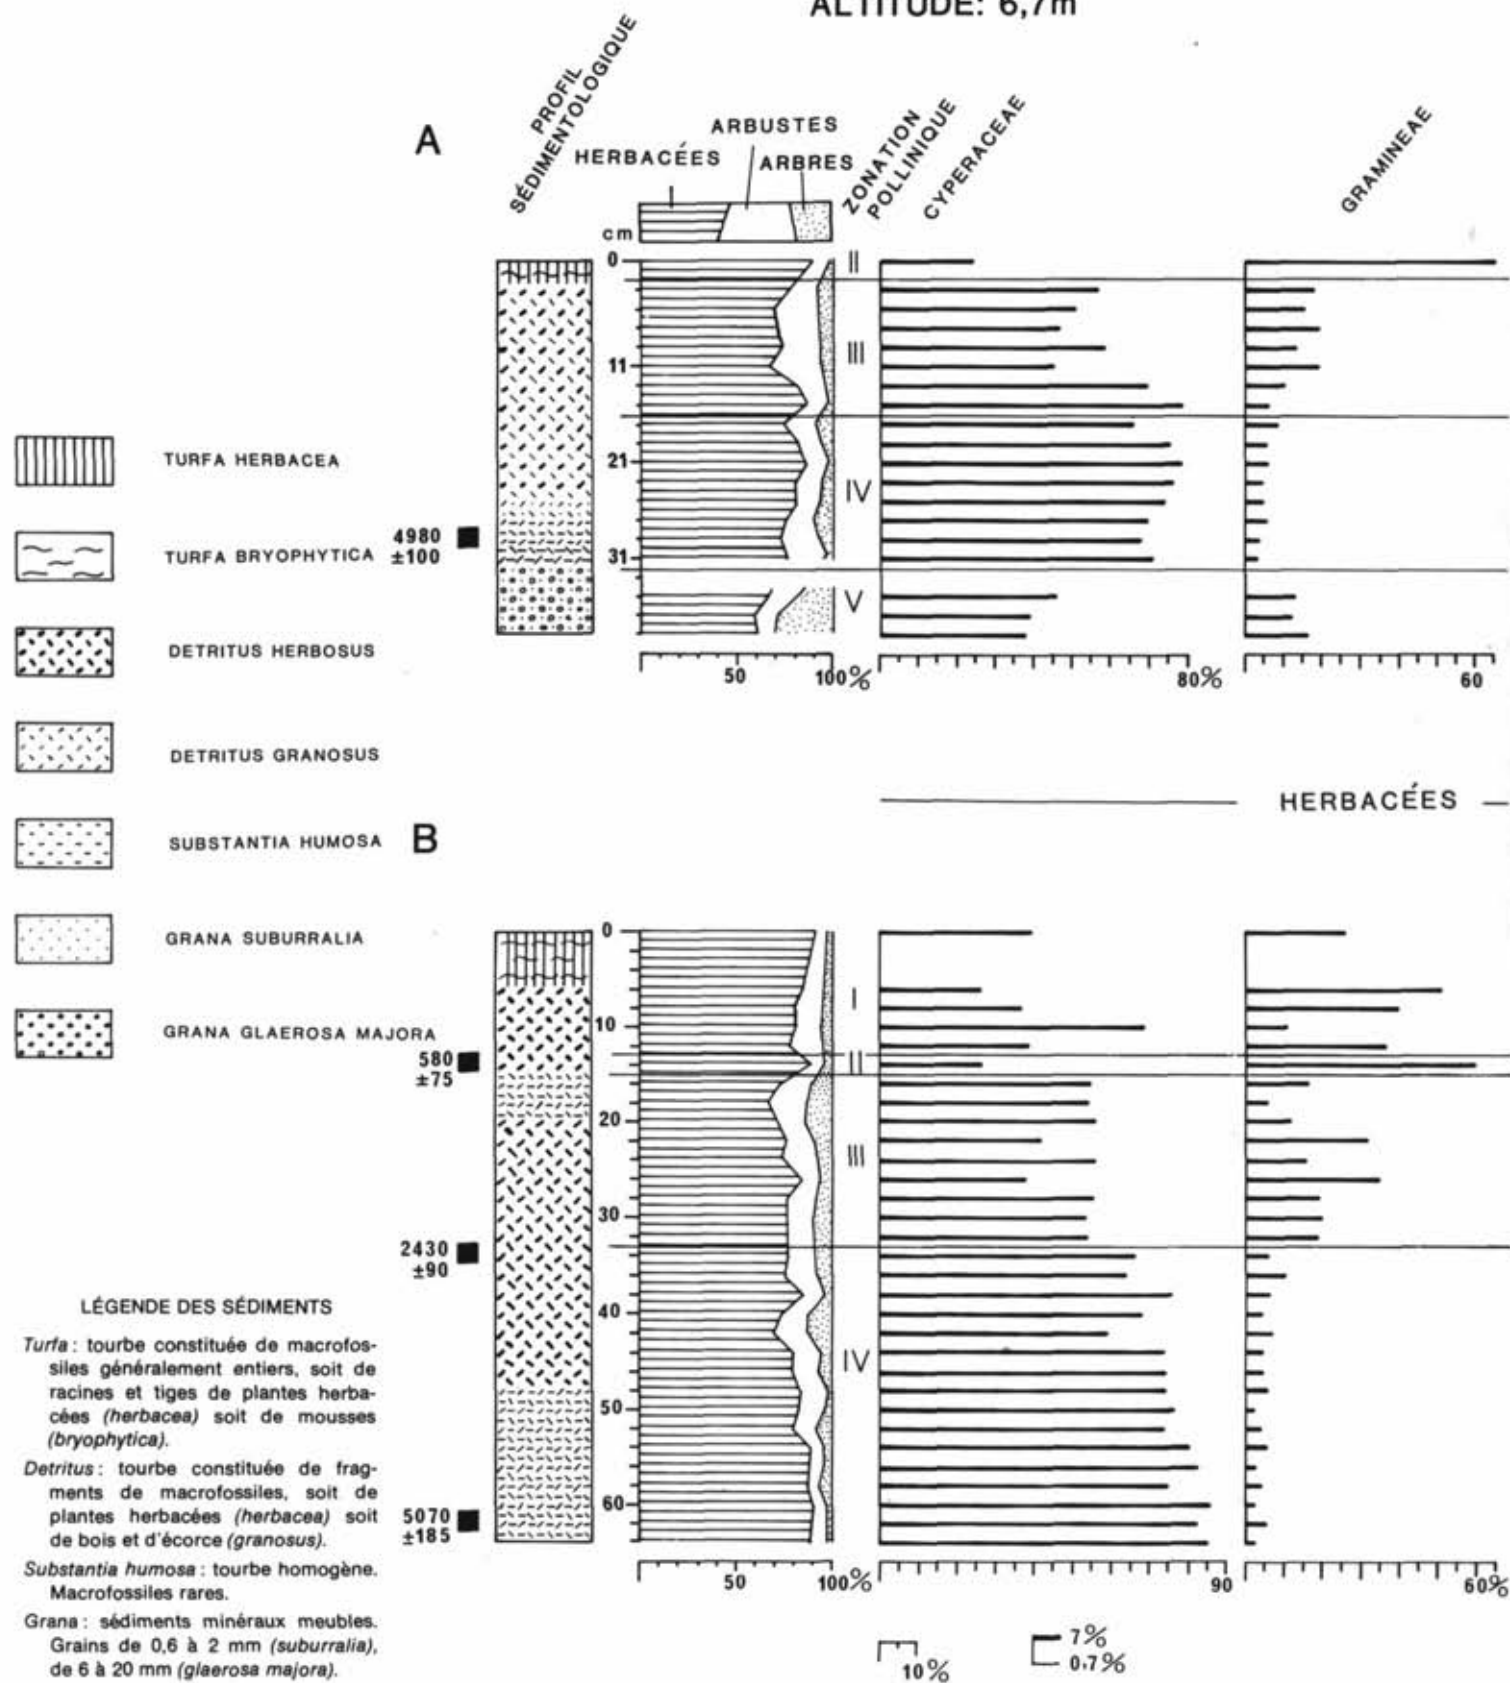 ALTITUDE: 6,7m
A
PROFIL
SÉDIMENTOLOGIQUE
HERBACÉES
ARBUSTES
ARBRES
ZONATION
POLLINIQUE
CYPERACEAE
GRAMINEAE
cm
0
11
21
31
II
III
IV
V
4980
±100
50
100%
80%
60
TURFA HERBACEA
TURFA BRYOPHYTICA
DETRITUS HERBOSUS
DETRITUS GRANOSUS
SUBSTANTIA HUMOSA
GRANA SUBURRALIA
GRANA GLAEROSA MAJORA
HERBACÉES
B
0
10
20
30
40
50
60
I
II
III
IV
580
±75
2430
±90
5070
±185
50
100%
90
60%
10%
7%
0.7%
LÉGENDE DES SÉDIMENTS
Turfa : tourbe constituée de macrofos-
siles généralement entiers, soit de
racines et tiges de plantes herba-
cées (herbacea) soit de mousses
(bryophytica).
Detritus : tourbe constituée de frag-
ments de macrofossiles, soit de
plantes herbacées (herbacea) soit
de bois et d'écorce (granosus).
Substantia humosa : tourbe homogène.
Macrofossiles rares.
Grana : sédiments minéraux meubles.
Grains de 0,6 à 2 mm (suburralia),
de 6 à 20 mm (glaerosa majora).